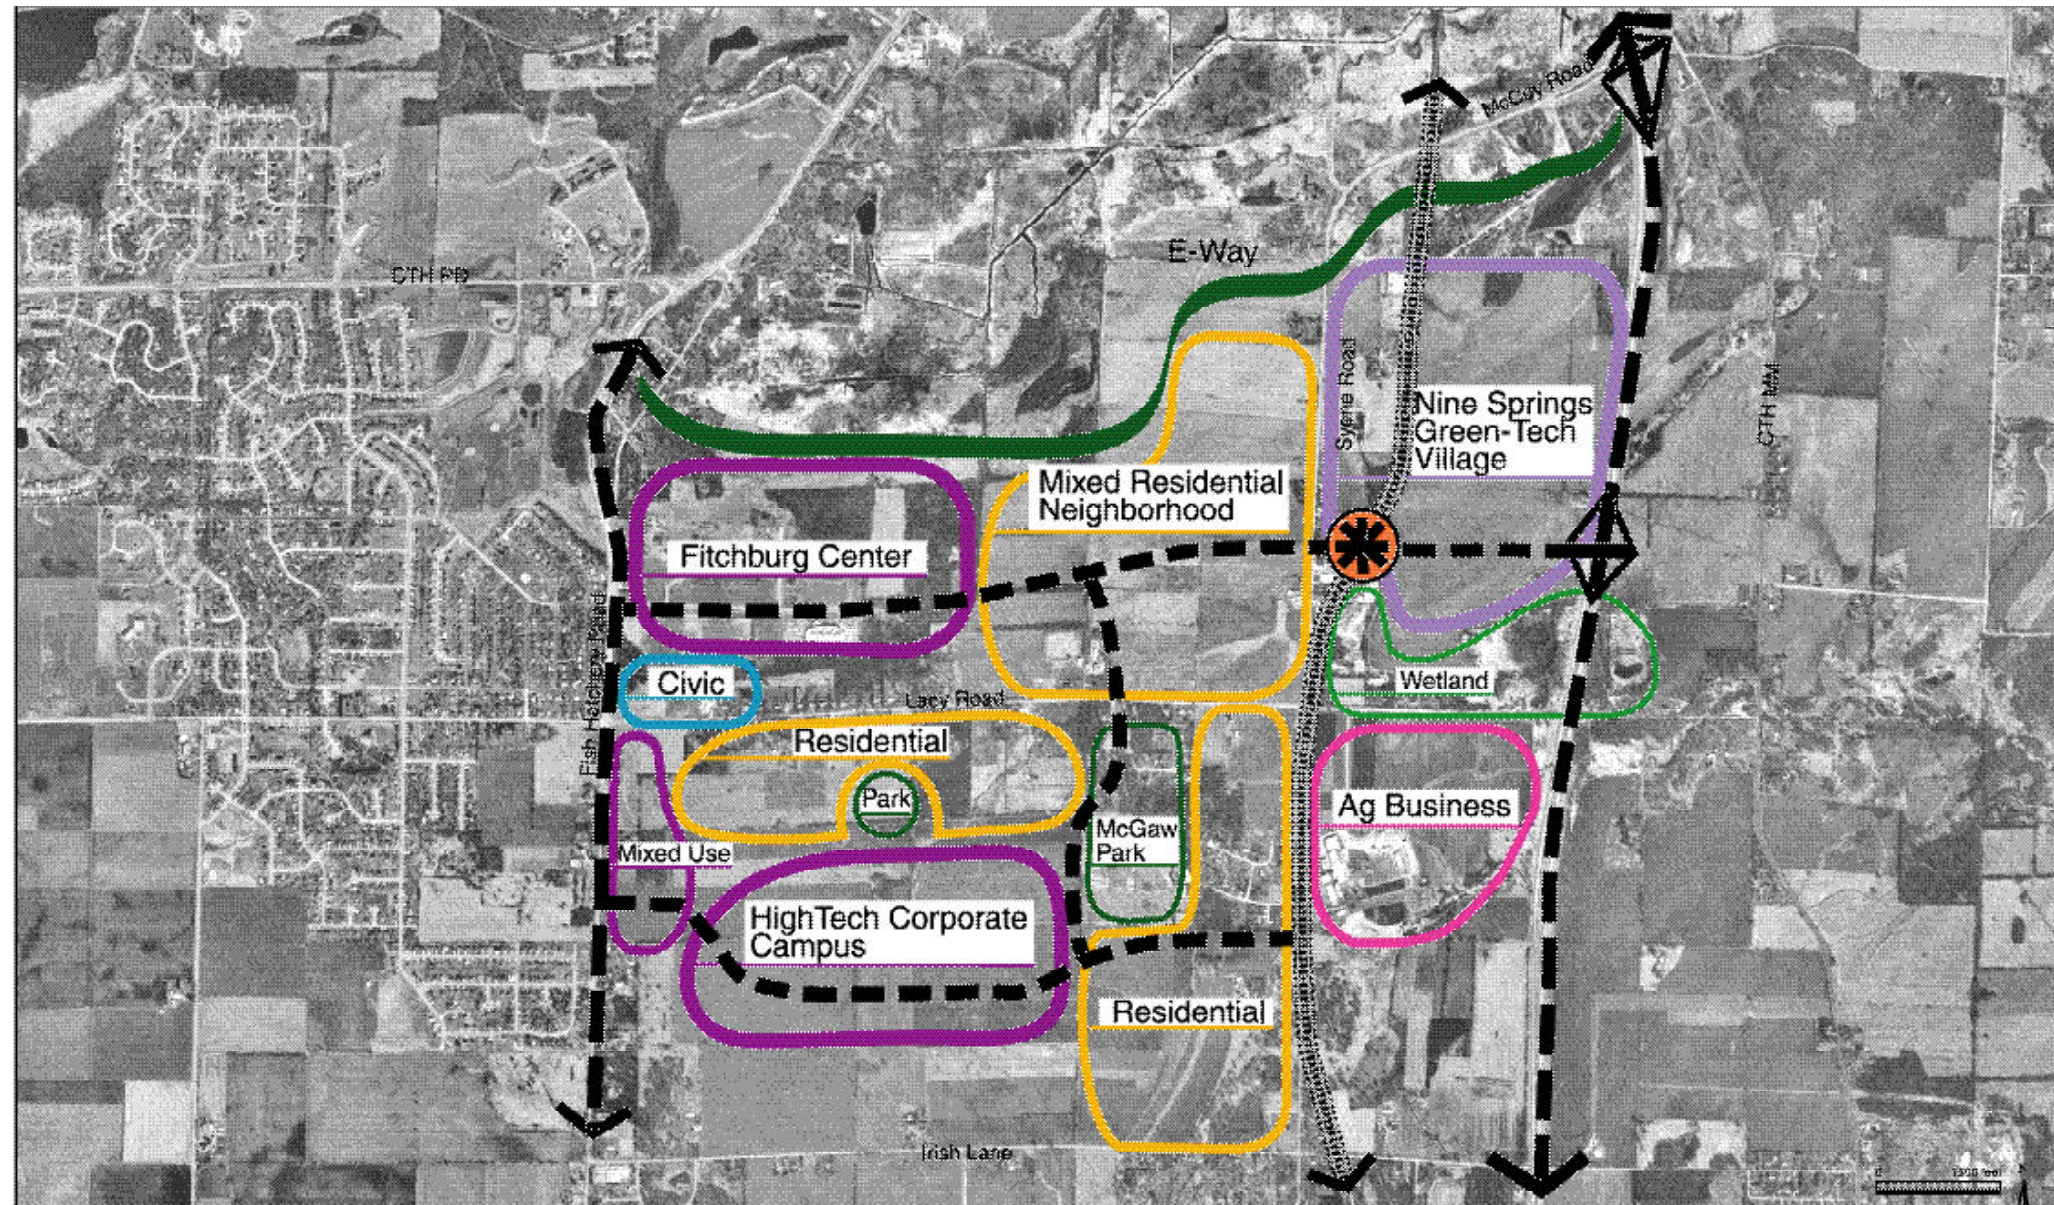 McCoy Road
E-Way
CTH PD
Syene Road
CTH MM
Nine Springs
Green-Tech
Village
Mixed Residential
Neighborhood
Fitchburg Center
Fish Hatchery Road
Civic
Lacy Road
Wetland
Residential
Park
Ag Business
McGaw
Park
Mixed Use
HighTech Corporate
Campus
Residential
Irish Lane
0